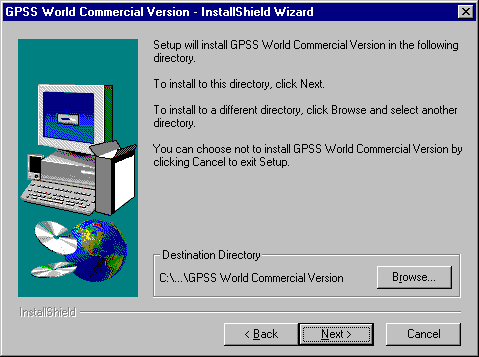 GPSS World Commercial Version - InstallShield Wizard
Setup will install GPSS World Commercial Version in the following
directory.
To install to this directory, click Next.
To install to a different directory, click Browse and select another
directory.
You can choose not to install GPSS World Commercial Version by
clicking Cancel to exit Setup.
Destination Directory
C:\...\GPSS World Commercial Version
Browse...
InstallShield
< Back
Next >
Cancel